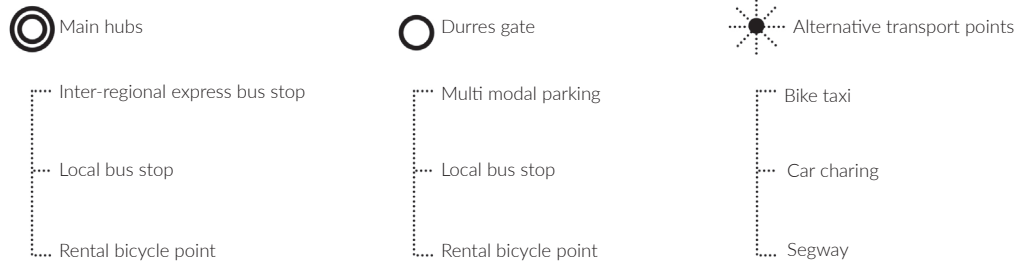 Main hubs
Inter-regional express bus stop
Local bus stop
Rental bicycle point
Durres gate
Multi modal parking
Local bus stop
Rental bicycle point
Alternative transport points
Bike taxi
Car charing
Segway